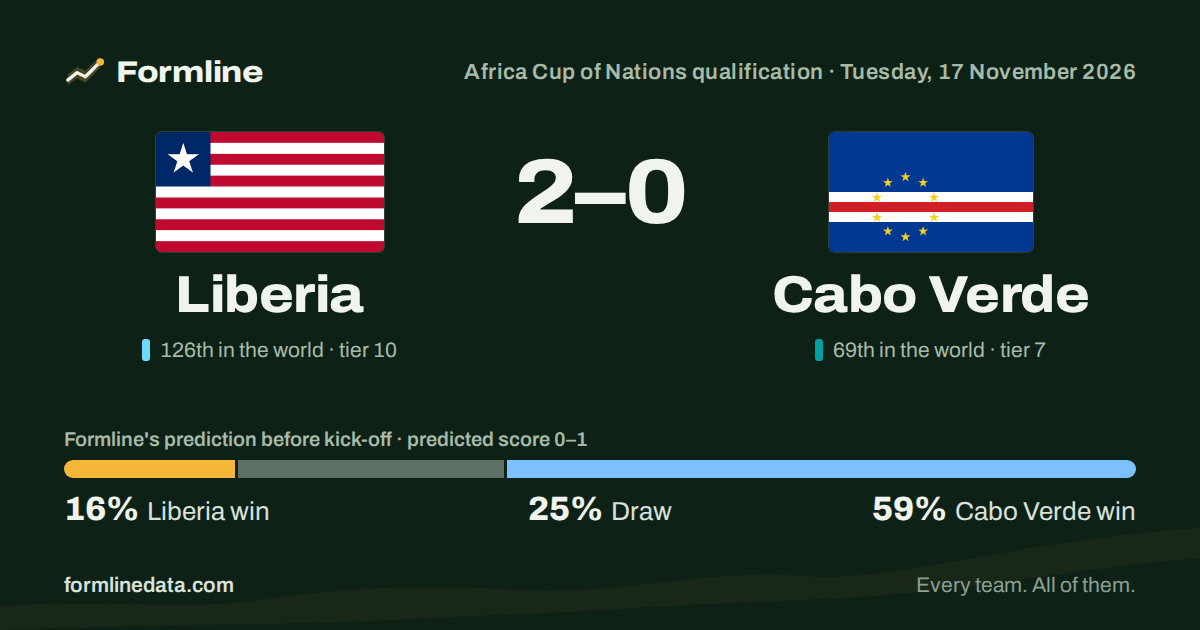 Formline
Africa Cup of Nations qualification · Tuesday, 17 November 2026
2–0
Liberia
Cabo Verde
126th in the world · tier 10
69th in the world · tier 7
Formline's prediction before kick-off · predicted score 0–1
16% Liberia win
25% Draw
59% Cabo Verde win
formlinedata.com
Every team. All of them.